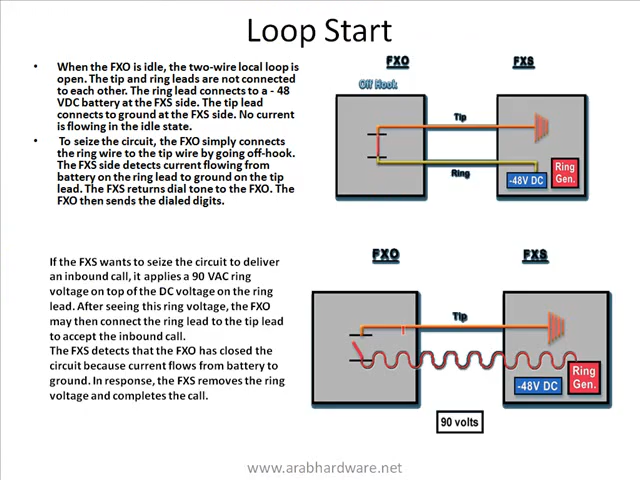 Loop Start
• When the FXO is idle, the two-wire local loop is
open. The tip and ring leads are not connected
to each other. The ring lead connects to a - 48
VDC battery at the FXS side. The tip lead
connects to ground at the FXS side. No current
is flowing in the idle state.
• To seize the circuit, the FXO simply connects
the ring wire to the tip wire by going off-hook.
The FXS side detects current flowing from
battery on the ring lead to ground on the tip
lead. The FXS returns dial tone to the FXO. The
FXO then sends the dialed digits.
FXO
FXS
Off Hook
Tip
Ring
-48V DC
Ring
Gen.
If the FXS wants to seize the circuit to deliver
an inbound call, it applies a 90 VAC ring
voltage on top of the DC voltage on the ring
lead. After seeing this ring voltage, the FXO
may then connect the ring lead to the tip lead
to accept the inbound call.
The FXS detects that the FXO has closed the
circuit because current flows from battery to
ground. In response, the FXS removes the ring
voltage and completes the call.
FXO
FXS
Tip
-48V DC
Ring
Gen.
90 volts
www.arabhardware.net